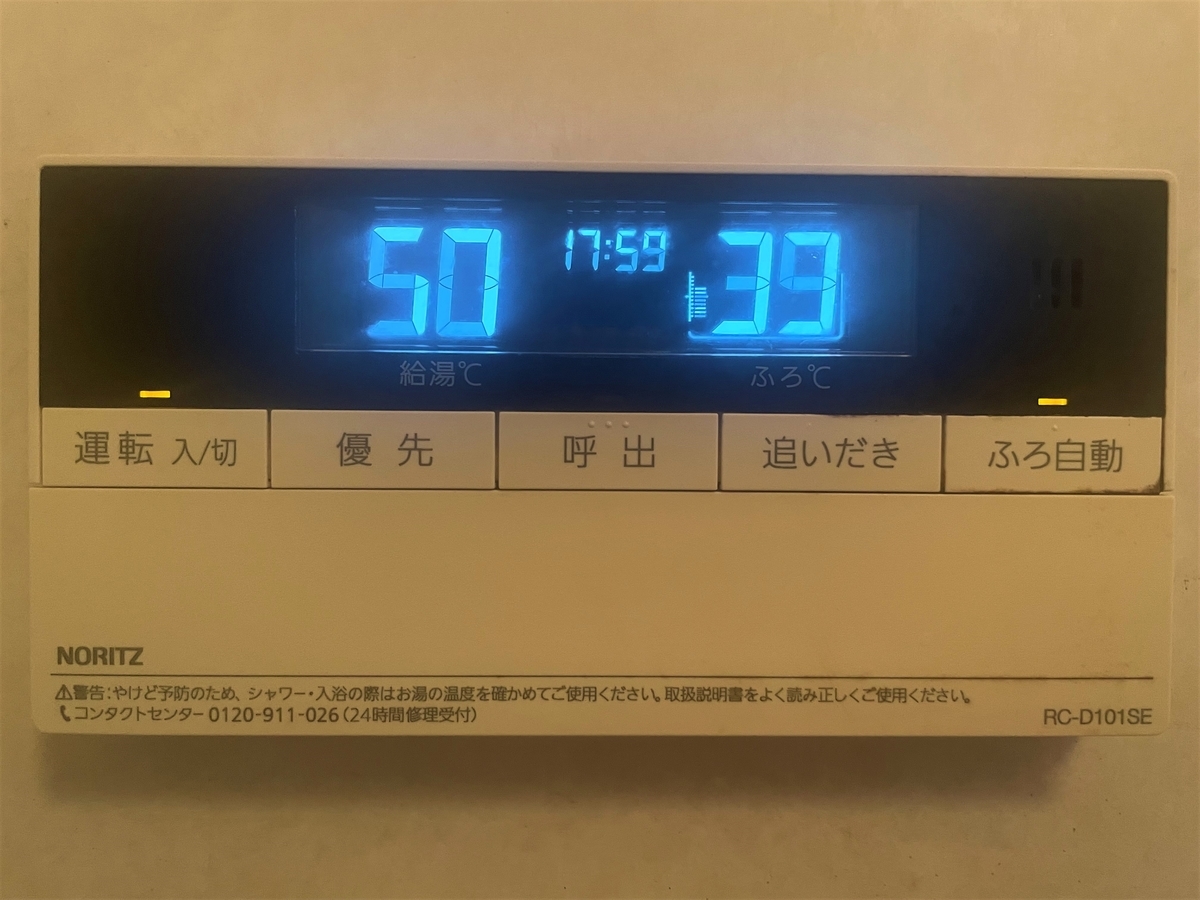 50 17:59 39
給湯℃ ふろ℃
運転 入/切 優先 呼出 追いだき ふろ自動
NORITZ
⚠警告:やけど予防のため、シャワー・入浴の際はお湯の温度を確かめてご使用ください。取扱説明書をよく読み正しくご使用ください。
コンタクトセンター 0120-911-026(24時間修理受付)
RC-D101SE